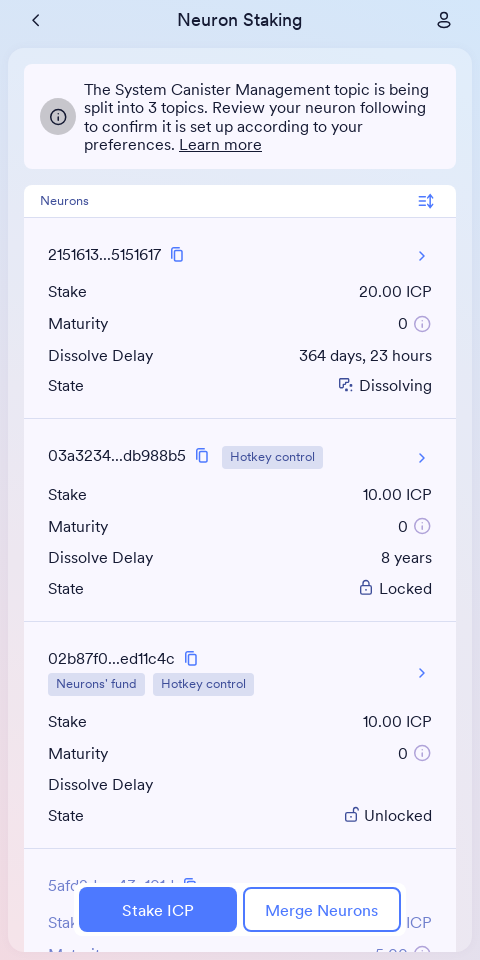 Neuron Staking
The System Canister Management topic is being
split into 3 topics. Review your neuron following
to confirm it is set up according to your
preferences. Learn more
Neurons
2151613...5151617
Stake 20.00 ICP
Maturity 0
Dissolve Delay 364 days, 23 hours
State Dissolving
03a3234...db988b5 Hotkey control
Stake 10.00 ICP
Maturity 0
Dissolve Delay 8 years
State Locked
02b87f0...ed11c4c
Neurons' fund Hotkey control
Stake 10.00 ICP
Maturity 0
Dissolve Delay
State Unlocked
ICP
Stake ICP Merge Neurons